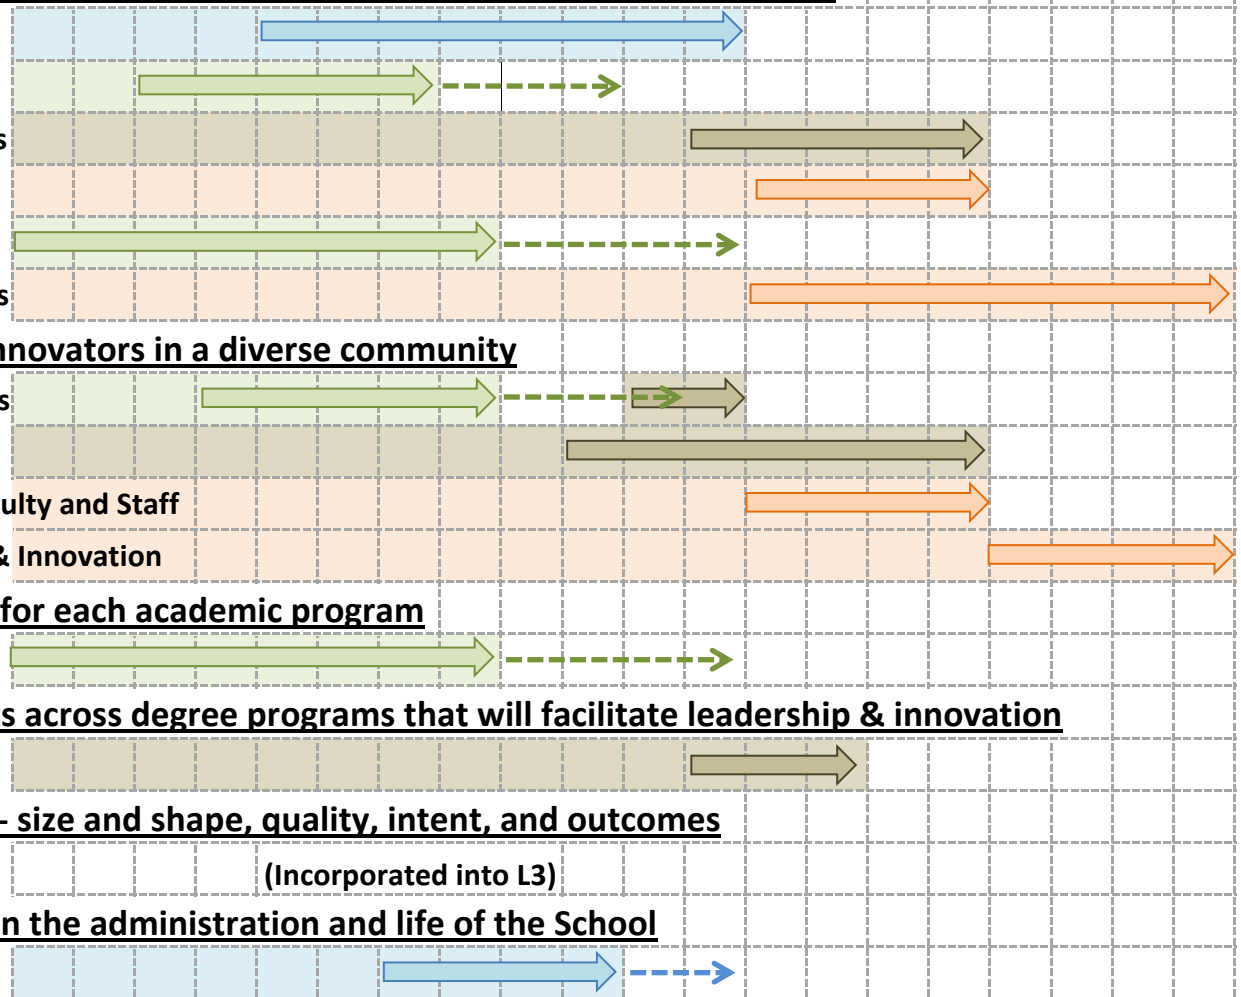 s
s
nnovators in a diverse community
s
ulty and Staff
& Innovation
for each academic program
s across degree programs that will facilitate leadership & innovation
- size and shape, quality, intent, and outcomes
(Incorporated into L3)
n the administration and life of the School